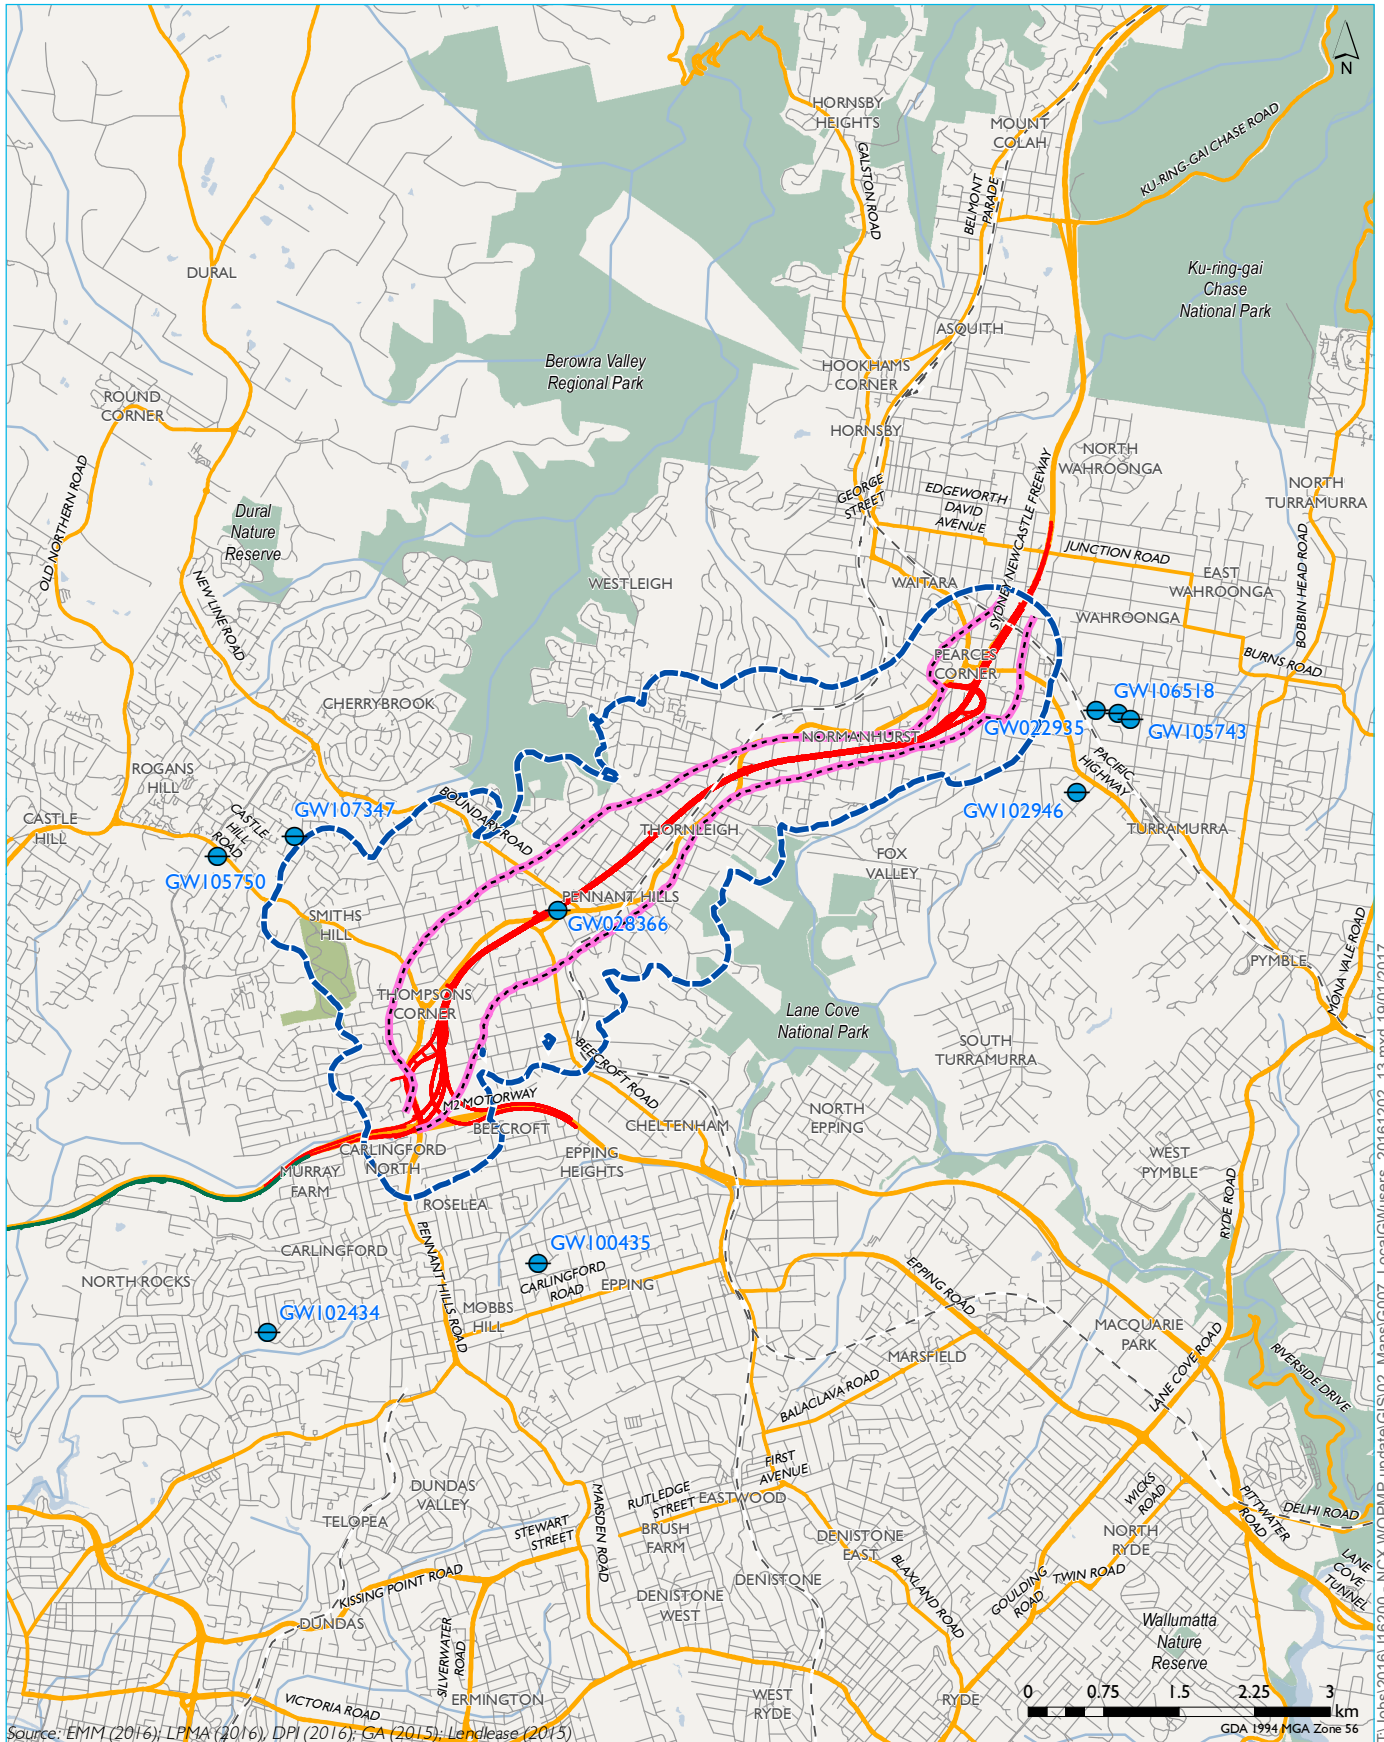 N
HORNSBY
HEIGHTS
MOUNT
COLAH
KU-RING-GAI CHASE ROAD
GALSTON ROAD
BELMONT
PARADE
DURAL
Ku-ring-gai
Chase
National Park
ASQUITH
Berowra Valley
Regional Park
HOOKHAMS
CORNER
ROUND
CORNER
HORNSBY
NORTH
WAHROONGA
OLD NORTHERN ROAD
GEORGE
STREET
EDGEWORTH
DAVID
AVENUE
SYDNEY NEWCASTLE FREEWAY
NORTH
TURRAMURRA
Dural
Nature
Reserve
JUNCTION ROAD
BOBBIN HEAD ROAD
NEW LINE ROAD
WESTLEIGH
WAITARA
EAST
WAHROONGA
WAHROONGA
PEARCES
CORNER
BURNS ROAD
CHERRYBROOK
GW106518
GW022935
GW105743
NORMANHURST
ROGANS
HILL
PACIFIC
HIGHWAY
CASTLE
HILL
CASTLE
HILL
ROAD
GW107347
BOUNDARY ROAD
GW102946
THORNLEIGH
TURRAMURRA
FOX
VALLEY
GW105750
PENNANT HILLS
GW028366
SMITHS
HILL
PYMBLE
MONA VALE ROAD
THOMPSONS
CORNER
Lane Cove
National Park
SOUTH
TURRAMURRA
BEECROFT ROAD
M2 MOTORWAY
BEECROFT
CHELTENHAM
NORTH
EPPING
CARLINGFORD
NORTH
MURRAY
FARM
EPPING
HEIGHTS
WEST
PYMBLE
ROSELEA
RYDE ROAD
PENNANT HILLS ROAD
CARLINGFORD
GW100435
NORTH ROCKS
CARLINGFORD
ROAD
EPPING
EPPING ROAD
GW102434
MOBBS
HILL
MACQUARIE
PARK
MARSFIELD
LANE COVE ROAD
RIVERSIDE DRIVE
BALACLAVA ROAD
FIRST
AVENUE
DUNDAS
VALLEY
MARSDEN ROAD
RUTLEDGE
STREET
EASTWOOD
WICKS
ROAD
PITTWATER
ROAD
DELHI ROAD
TELOPEA
STEWART
STREET
BRUSH
FARM
DENISTONE
EAST
NORTH
RYDE
LANE
COVE
TUNNEL
KISSING POINT ROAD
DENISTONE
BLAXLAND ROAD
GOULDING
ROAD
TWIN ROAD
DENISTONE
WEST
DUNDAS
SILVERWATER
ROAD
Wallumatta
Nature
Reserve
VICTORIA ROAD
ERMINGTON
WEST
RYDE
RYDE
0 0.75 1.5 2.25 3
km
GDA 1994 MGA Zone 56
Source: EMM (2016); LPMA (2016), DPI (2016); GA (2015); Lendlease (2015)